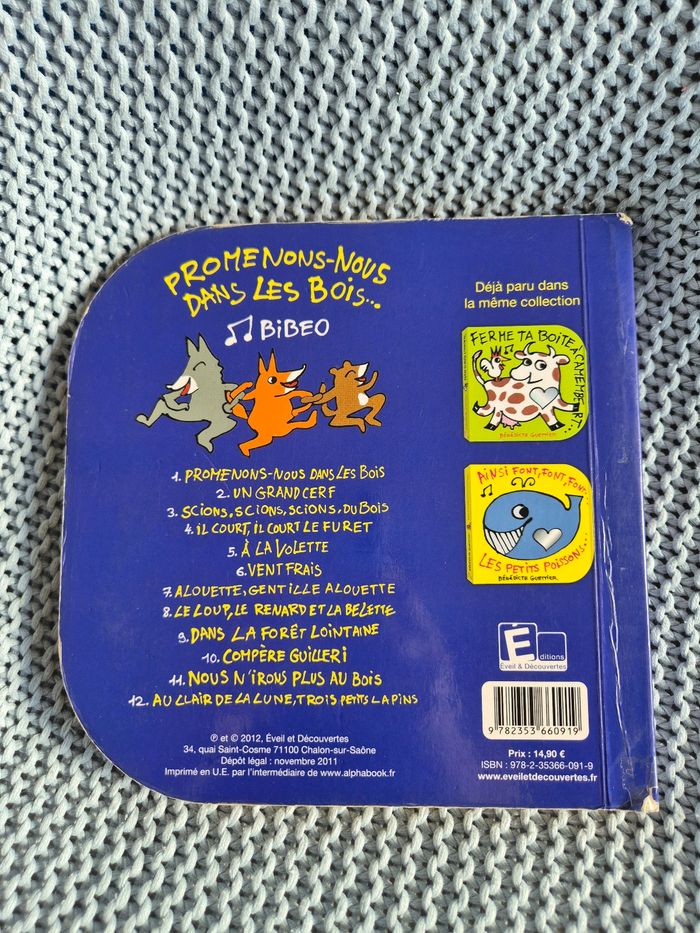 PROMENONS-NOUS
DANS LES BOIS...
BiBEO
1. PROMENONS-NOUS DANS LES BOIS
2. UN GRAND CERF
3. SCIONS, SCIONS, SCIONS, DU BOIS
4. IL COURT, IL COURT LE FURET
5. À LA VOLETTE
6. VENT FRAIS
7. ALOUETTE, GENTILLE ALOUETTE
8. LE LOUP, LE RENARD ET LA BELETTE
9. DANS LA FORÊT LOINTAINE
10. COMPÈRE GUILLERI
11. NOUS N'IRONS PLUS AU BOIS
12. AU CLAIR DE LA LUNE, TROIS PETITS LAPINS
℗ et © 2012, Éveil et Découvertes
34, quai Saint-Cosme 71100 Chalon-sur-Saône
Dépôt légal : novembre 2011
Imprimé en U.E. par l'intermédiaire de www.alphabook.fr
Déjà paru dans
la même collection
FERME TA BOITE À CAMEMBERT...
BÉNÉDICTE GUETTIER
AINSI FONT, FONT, FONT
LES PETITS POISSONS...
BÉNÉDICTE GUETTIER
Éditions
Éveil & Découvertes
9 782353 660919
Prix : 14,90 €
ISBN : 978-2-35366-091-9
www.eveiletdecouvertes.fr